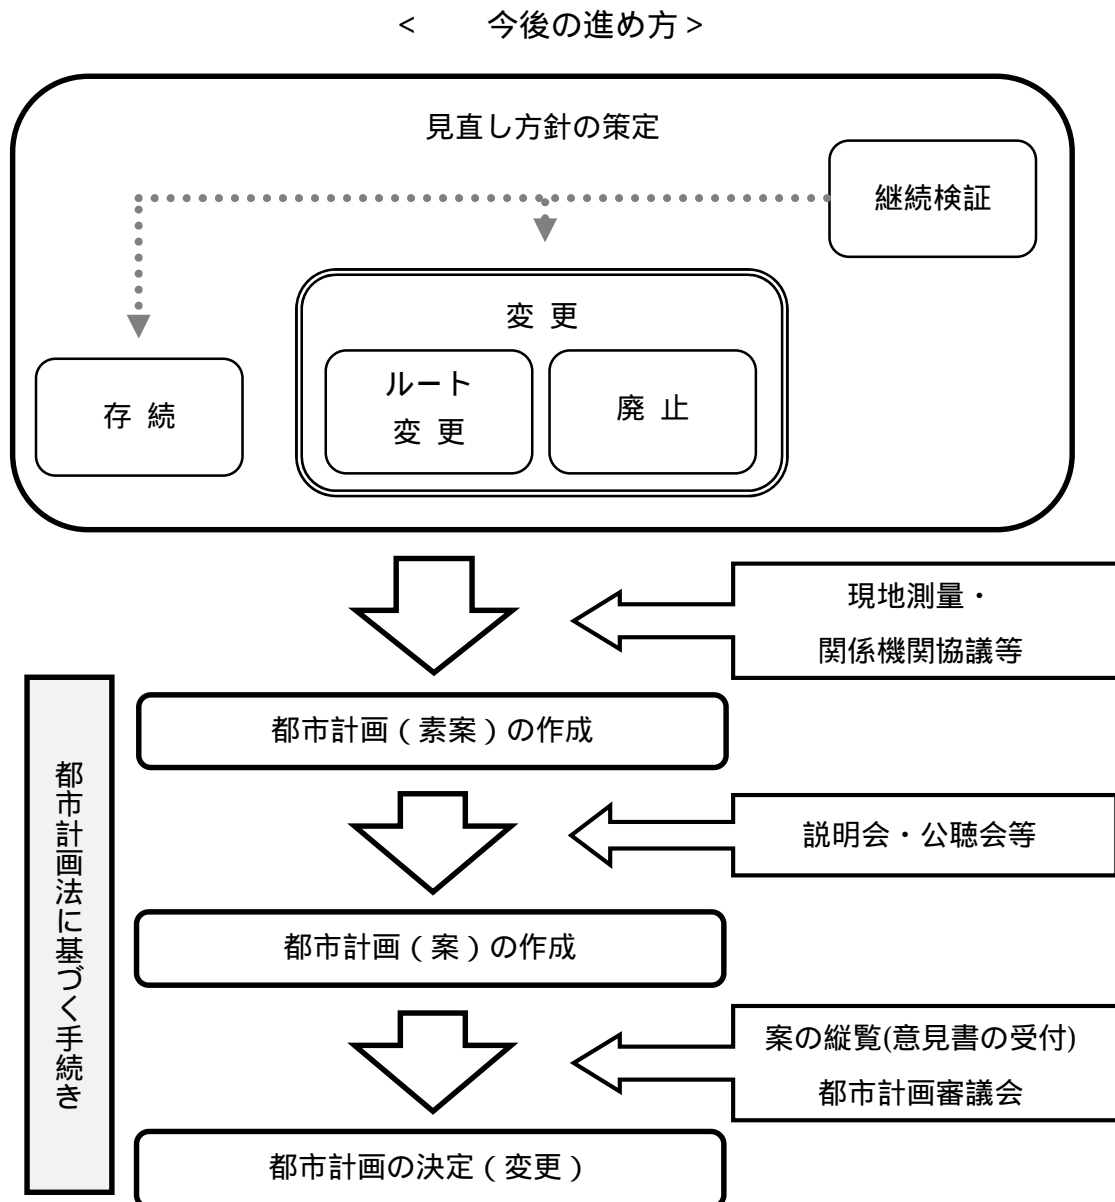 <　　今後の進め方>
見直し方針の策定
継続検証
変 更
ルート
変 更
廃 止
存 続
現地測量・
関係機関協議等
都市計画（素案）の作成
説明会・公聴会等
都市計画（案）の作成
案の縦覧(意見書の受付)
都市計画審議会
都市計画の決定（変更）
都市計画法に基づく手続き